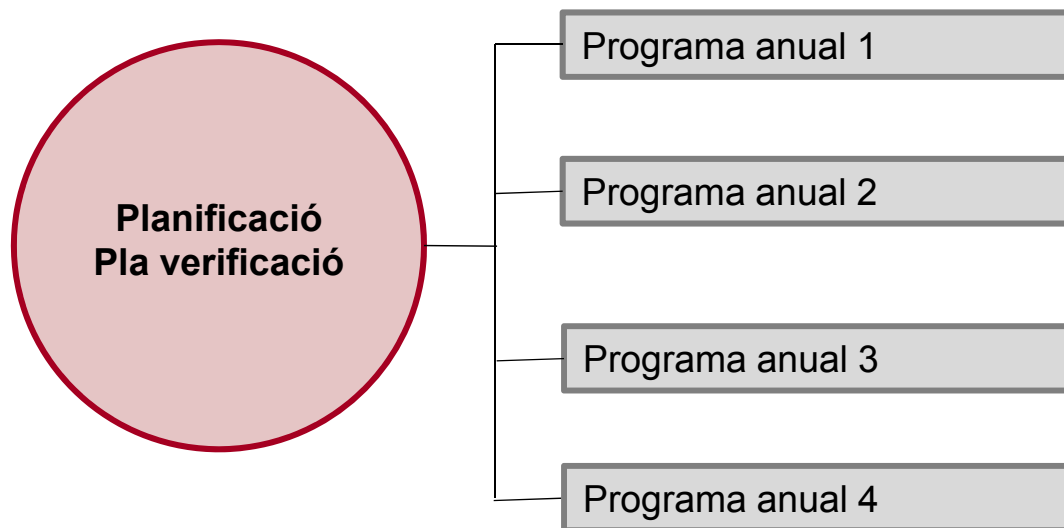 Planificació
Pla verificació
Programa anual 1
Programa anual 2
Programa anual 3
Programa anual 4